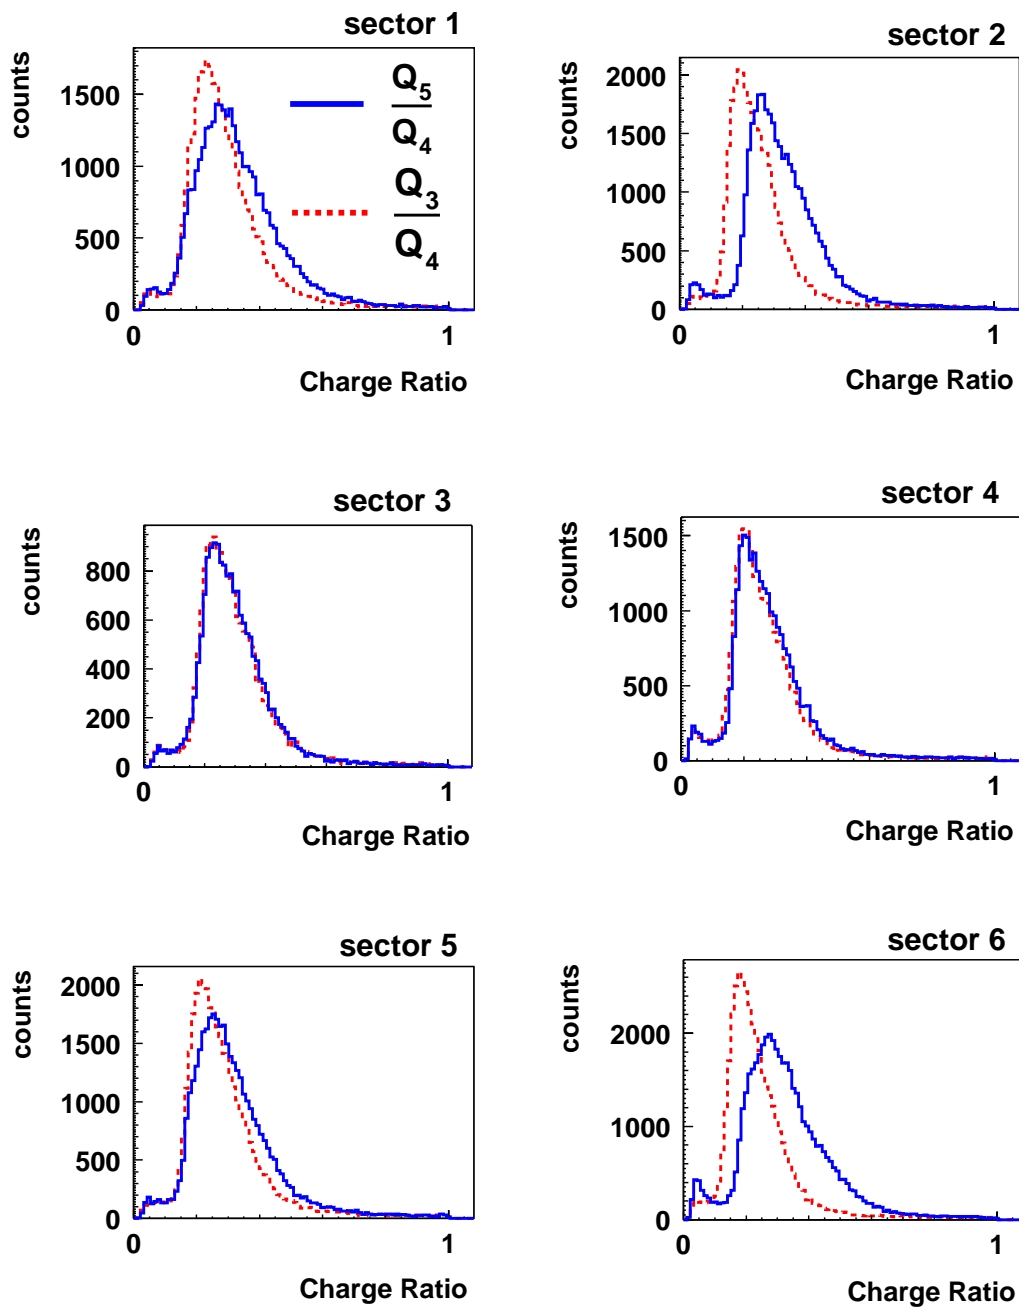 sector 1
counts
1500
1000
500
0
0
1
Charge Ratio
Q5
Q4
Q3
Q4
sector 2
counts
2000
1500
1000
500
0
0
1
Charge Ratio
sector 3
counts
800
600
400
200
0
0
1
Charge Ratio
sector 4
counts
1500
1000
500
0
0
1
Charge Ratio
sector 5
counts
2000
1500
1000
500
0
0
1
Charge Ratio
sector 6
counts
2000
1000
0
0
1
Charge Ratio